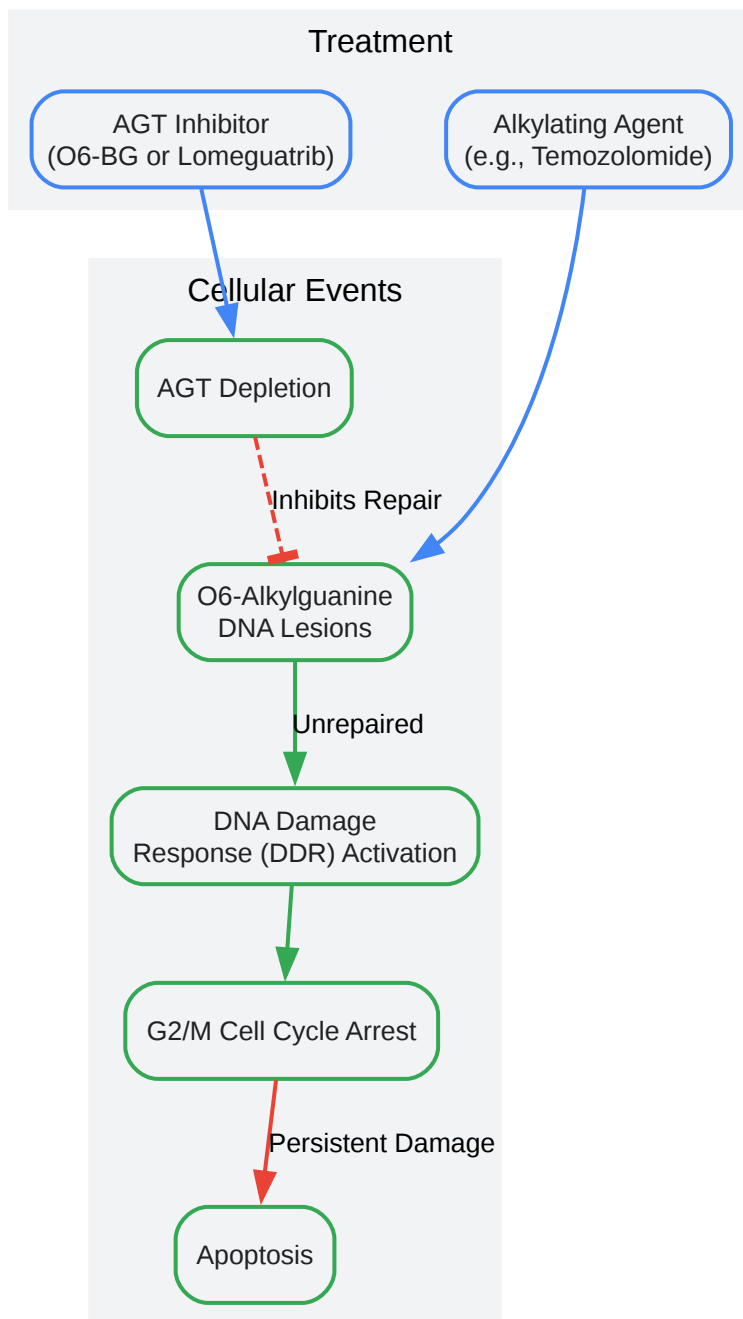 Treatment
AGT Inhibitor
(O6-BG or Lomeguatrib)
Alkylating Agent
(e.g., Temozolomide)
Cellular Events
AGT Depletion
Inhibits Repair
O6-Alkylguanine
DNA Lesions
Unrepaired
DNA Damage
Response (DDR) Activation
G2/M Cell Cycle Arrest
Persistent Damage
Apoptosis